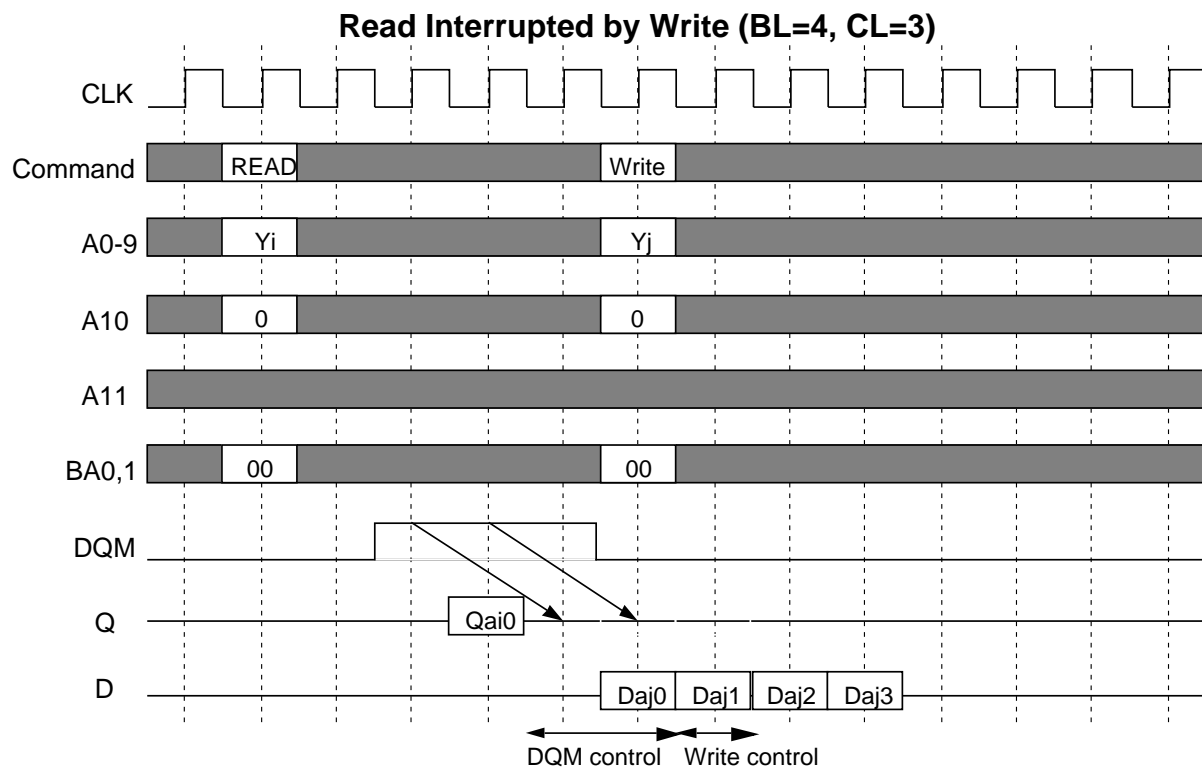 Read Interrupted by Write (BL=4, CL=3)
CLK
Command READ Write
A0-9 Yi Yj
A10 0 0
A11
BA0,1 00 00
DQM
Q Qai0
D Daj0 Daj1 Daj2 Daj3
DQM control Write control